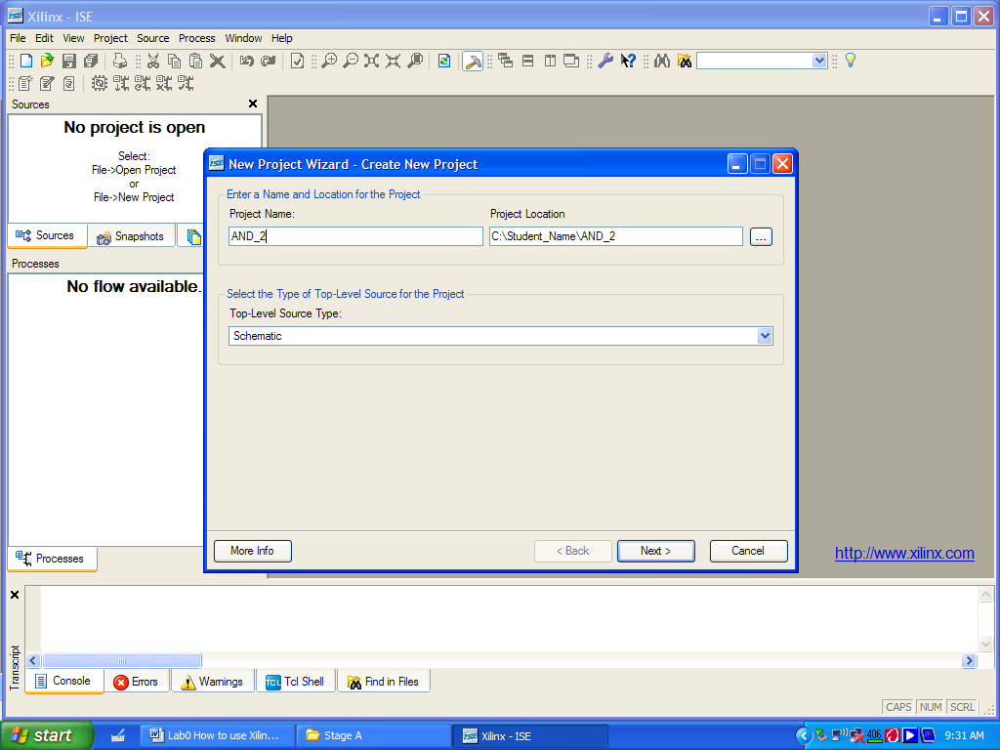 Xilinx - ISE
File Edit View Project Source Process Window Help
Sources
No project is open
Select:
File->Open Project
or
File->New Project
Sources Snapshots
Processes
No flow available.
Processes
New Project Wizard - Create New Project
Enter a Name and Location for the Project
Project Name: Project Location
AND_2 C:\Student_Name\AND_2 ...
Select the Type of Top-Level Source for the Project
Top-Level Source Type:
Schematic
More Info < Back Next > Cancel
http://www.xilinx.com
Transcript
Console Errors Warnings TCL Tcl Shell Find in Files
CAPS NUM SCRL
start Lab0 How to use Xilin... Stage A ISE Xilinx - ISE 406 9:31 AM